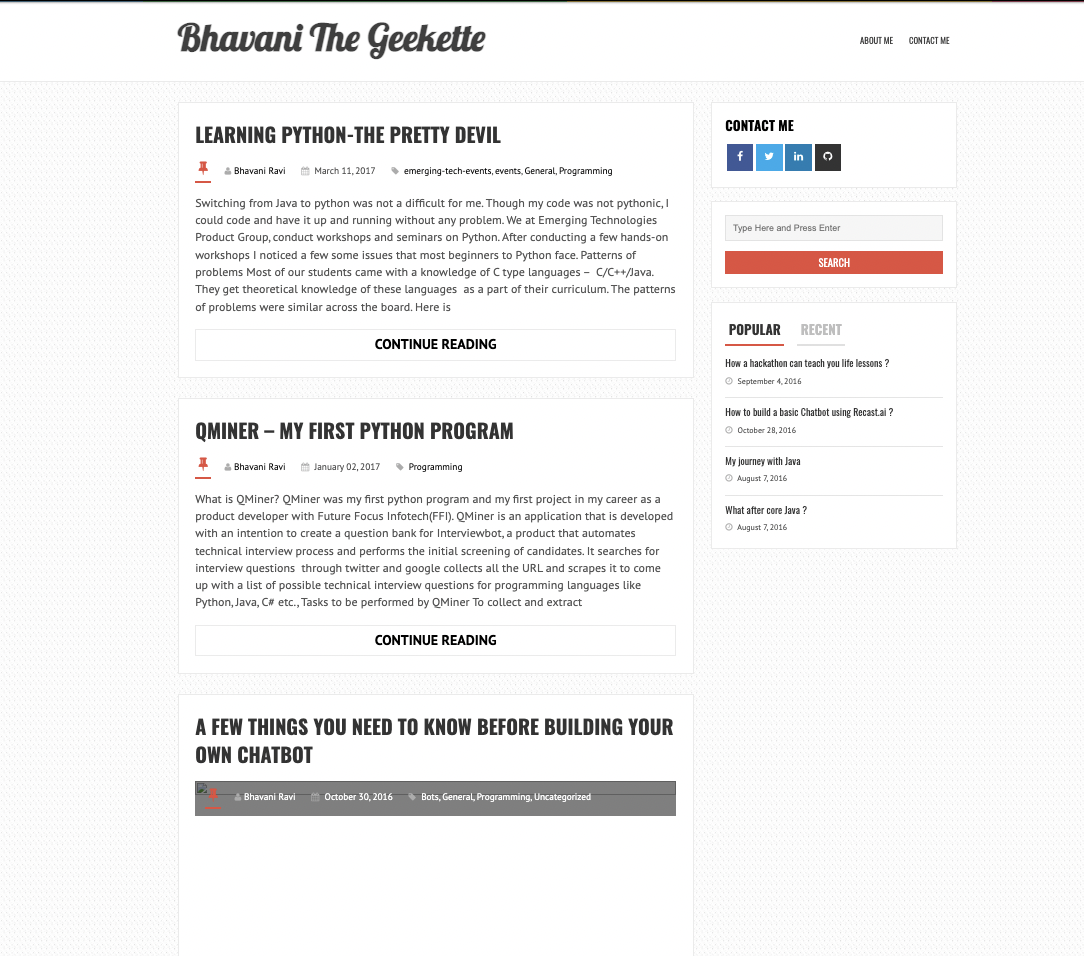 Bhavani The Geekette
ABOUT ME CONTACT ME
LEARNING PYTHON-THE PRETTY DEVIL
Bhavani Ravi March 11, 2017 emerging-tech-events, events, General, Programming
Switching from Java to python was not a difficult for me. Though my code was not pythonic, I
could code and have it up and running without any problem. We at Emerging Technologies
Product Group, conduct workshops and seminars on Python. After conducting a few hands-on
workshops I noticed a few some issues that most beginners to Python face. Patterns of
problems Most of our students came with a knowledge of C type languages – C/C++/Java.
They get theoretical knowledge of these languages as a part of their curriculum. The patterns
of problems were similar across the board. Here is
CONTINUE READING
QMINER – MY FIRST PYTHON PROGRAM
Bhavani Ravi January 02, 2017 Programming
What is QMiner? QMiner was my first python program and my first project in my career as a
product developer with Future Focus Infotech(FFI). QMiner is an application that is developed
with an intention to create a question bank for Interviewbot, a product that automates
technical interview process and performs the initial screening of candidates. It searches for
interview questions through twitter and google collects all the URL and scrapes it to come
up with a list of possible technical interview questions for programming languages like
Python, Java, C# etc., Tasks to be performed by QMiner To collect and extract
CONTINUE READING
A FEW THINGS YOU NEED TO KNOW BEFORE BUILDING YOUR
OWN CHATBOT
Bhavani Ravi October 30, 2016 Bots, General, Programming, Uncategorized
CONTACT ME
Type Here and Press Enter
SEARCH
POPULAR RECENT
How a hackathon can teach you life lessons ?
September 4, 2016
How to build a basic Chatbot using Recast.ai ?
October 28, 2016
My journey with Java
August 7, 2016
What after core Java ?
August 7, 2016